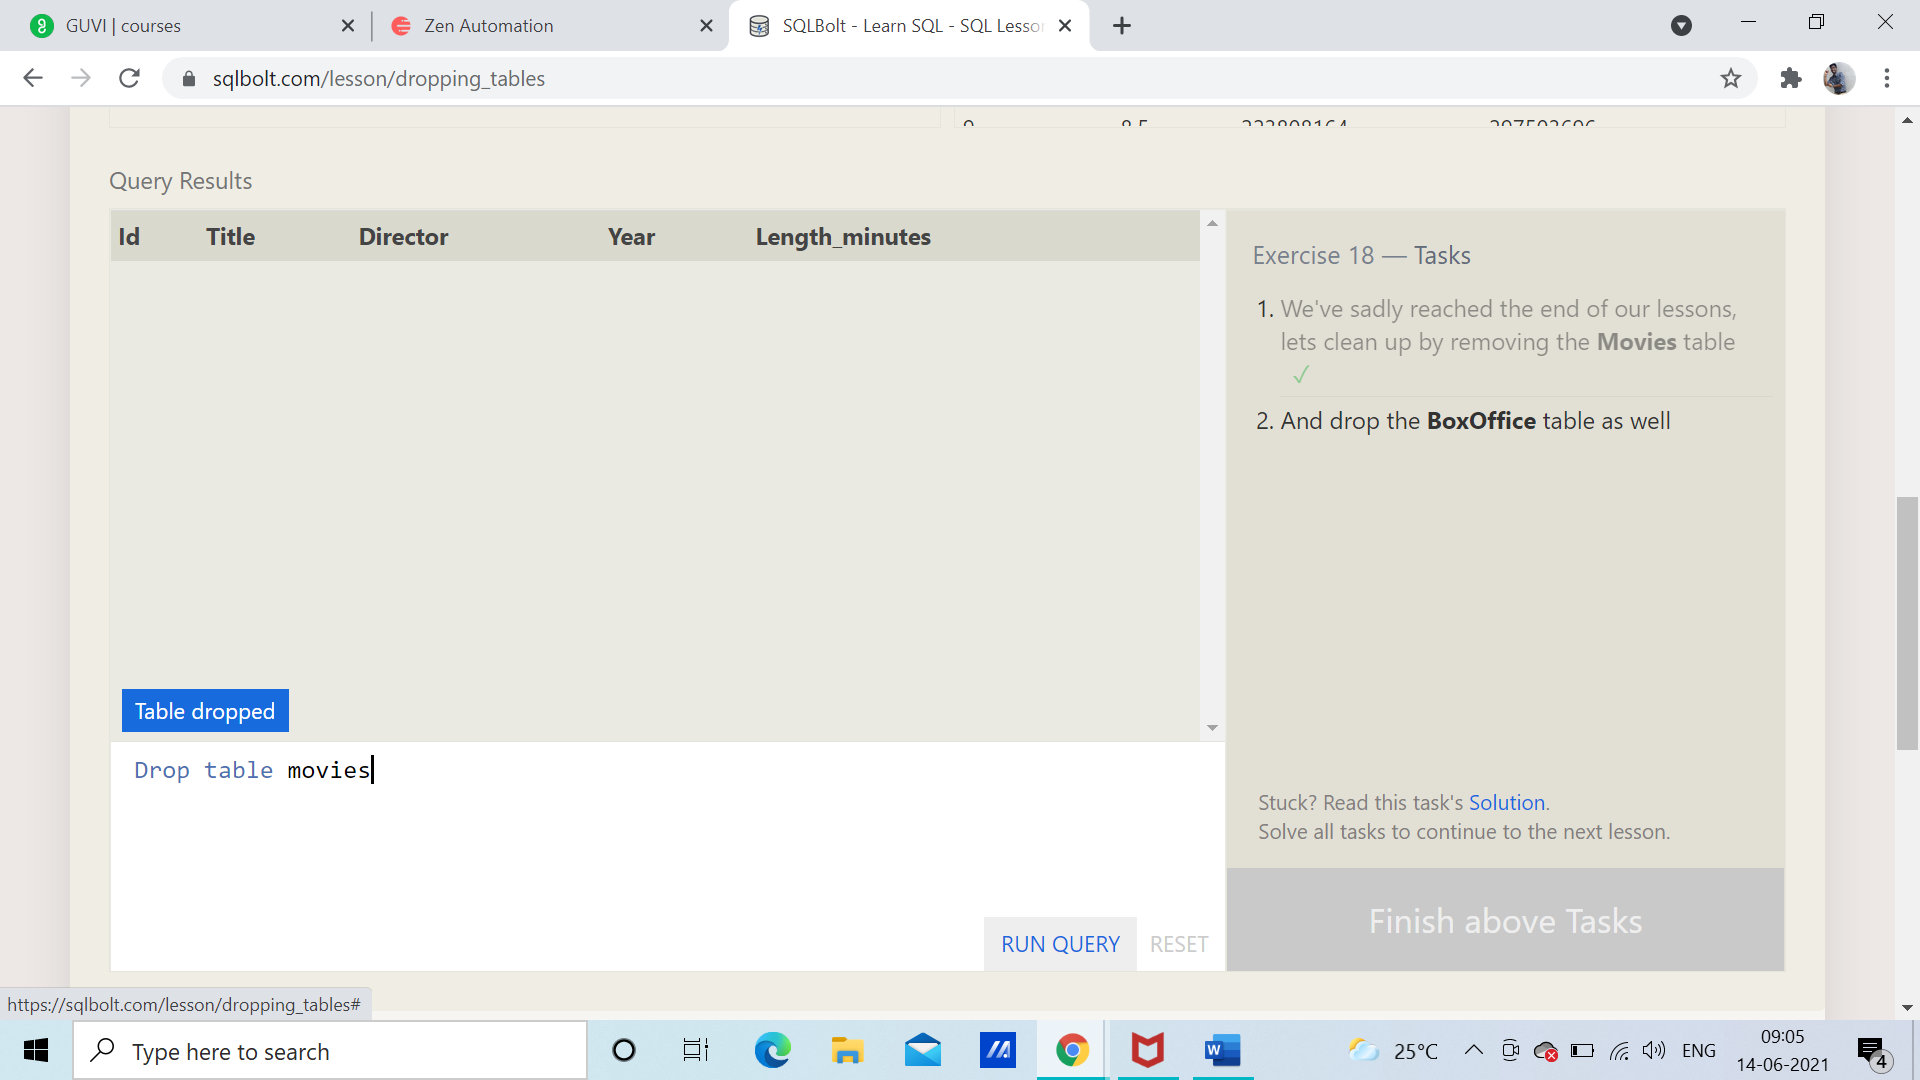 GUVI | courses
Zen Automation
SQLBolt - Learn SQL - SQL Lesso
sqlbolt.com/lesson/dropping_tables
Query Results
Id Title Director Year Length_minutes
Table dropped
Drop table movies
RUN QUERY RESET
Exercise 18 — Tasks
1. We've sadly reached the end of our lessons,
lets clean up by removing the Movies table
✓
2. And drop the BoxOffice table as well
Stuck? Read this task's Solution.
Solve all tasks to continue to the next lesson.
Finish above Tasks
https://sqlbolt.com/lesson/dropping_tables#
Type here to search
25°C
ENG
09:05
14-06-2021
4